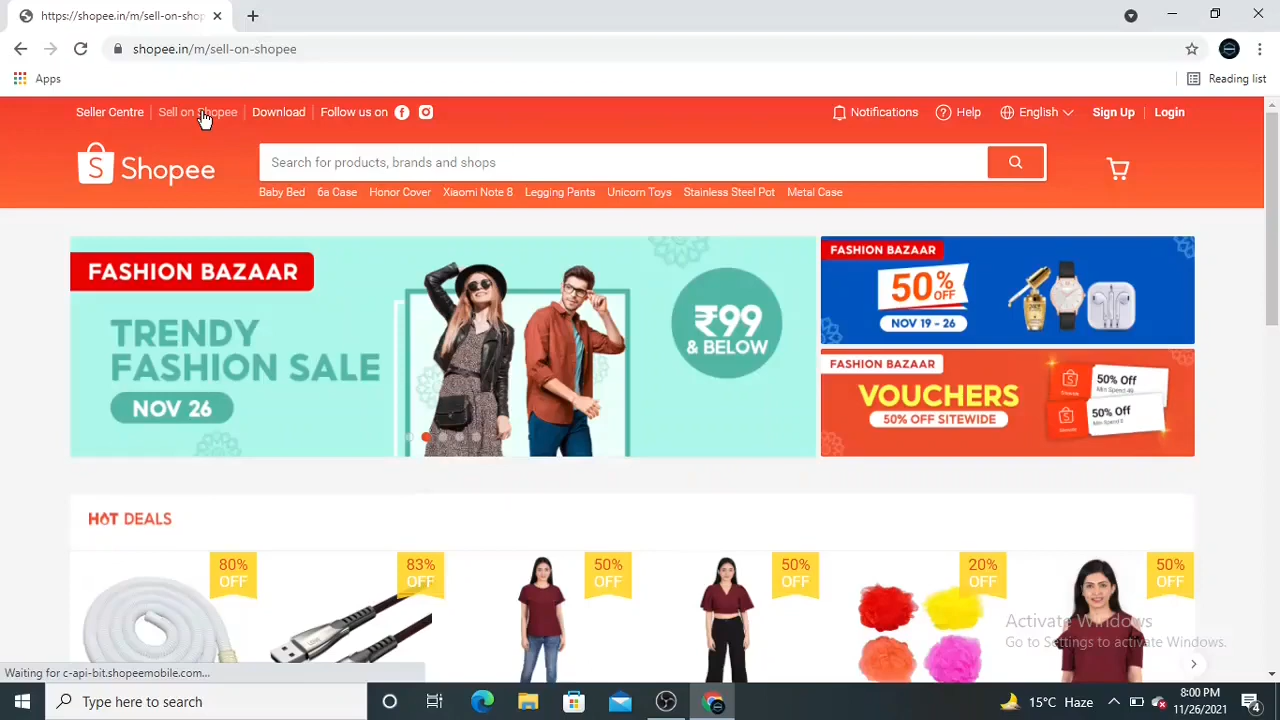 https://shopee.in/m/sell-on-shop
shopee.in/m/sell-on-shopee
Apps
Reading list
Seller Centre
Sell on Shopee
Download
Follow us on
Notifications
Help
English
Sign Up
Login
Shopee
Search for products, brands and shops
Baby Bed 6a Case Honor Cover Xiaomi Note 8 Legging Pants Unicorn Toys Stainless Steel Pot Metal Case
FASHION BAZAAR
TRENDY
FASHION SALE
NOV 26
₹99
& BELOW
FASHION BAZAAR
50% OFF
NOV 19 - 26
FASHION BAZAAR
VOUCHERS
50% OFF SITEWIDE
50% Off
50% Off
HOT DEALS
80%
OFF
83%
OFF
50%
OFF
50%
OFF
20%
OFF
50%
OFF
Activate Windows
Go to Settings to activate Windows.
Waiting for c-api-bit.shopeemobile.com...
Type here to search
15°C Haze
8:00 PM
11/26/2021
4